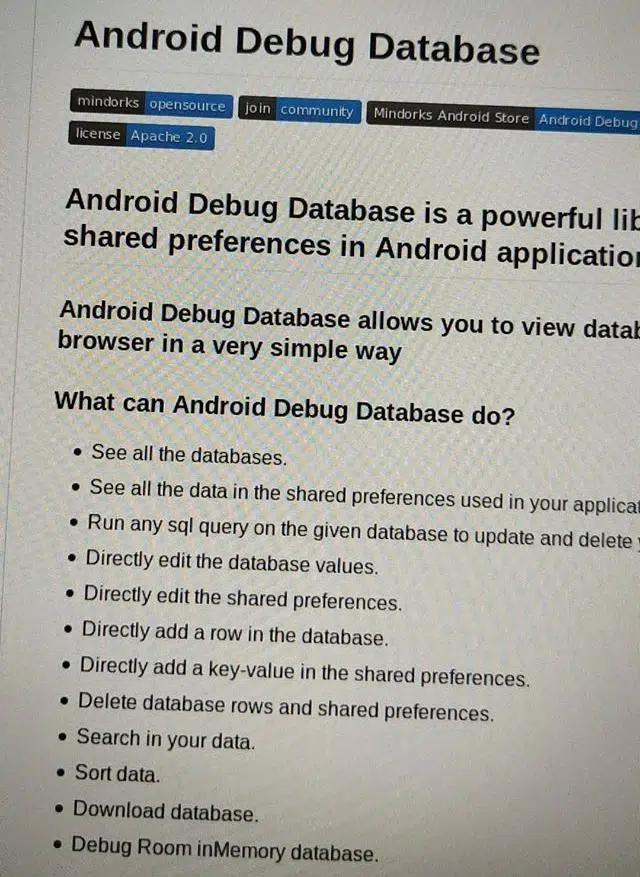 Android Debug Database
mindorks opensource join community Mindorks Android Store Android Debug
license Apache 2.0
Android Debug Database is a powerful lib
shared preferences in Android application
Android Debug Database allows you to view datab
browser in a very simple way
What can Android Debug Database do?
• See all the databases.
• See all the data in the shared preferences used in your applicat
• Run any sql query on the given database to update and delete
• Directly edit the database values.
• Directly edit the shared preferences.
• Directly add a row in the database.
• Directly add a key-value in the shared preferences.
• Delete database rows and shared preferences.
• Search in your data.
• Sort data.
• Download database.
• Debug Room inMemory database.